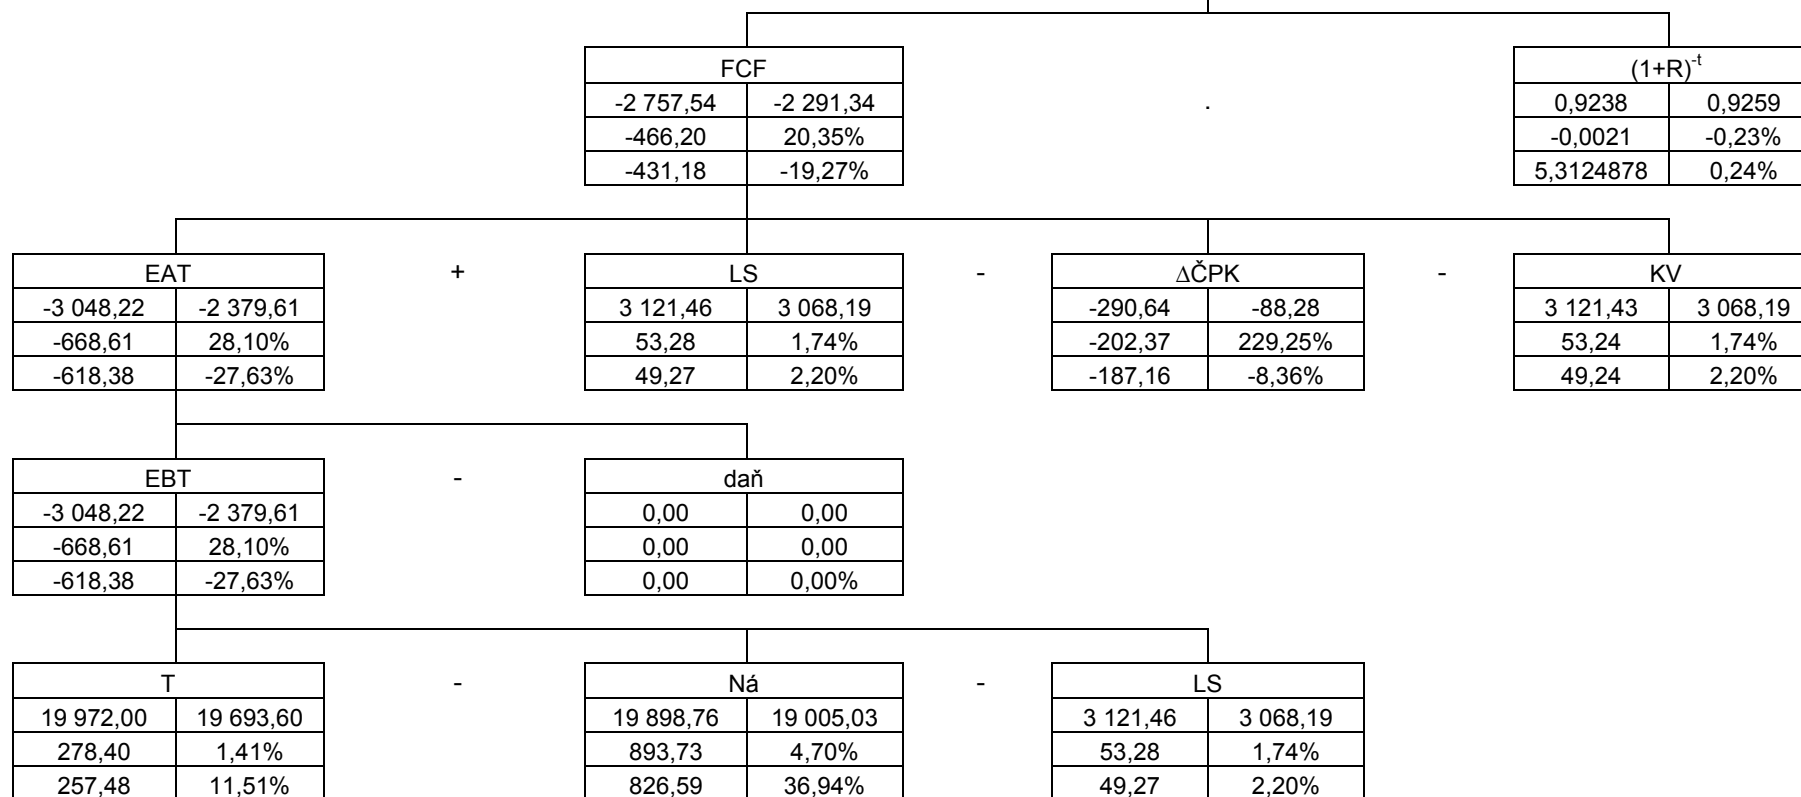 FCF (1+R)-t
-2 757,54 -2 291,34 . 0,9238 0,9259
-466,20 20,35% -0,0021 -0,23%
-431,18 -19,27% 5,3124878 0,24%
EAT + LS - ΔČPK - KV
-3 048,22 -2 379,61 3 121,46 3 068,19 -290,64 -88,28 3 121,43 3 068,19
-668,61 28,10% 53,28 1,74% -202,37 229,25% 53,24 1,74%
-618,38 -27,63% 49,27 2,20% -187,16 -8,36% 49,24 2,20%
EBT - daň
-3 048,22 -2 379,61 0,00 0,00
-668,61 28,10% 0,00 0,00
-618,38 -27,63% 0,00 0,00%
T - Ná - LS
19 972,00 19 693,60 19 898,76 19 005,03 3 121,46 3 068,19
278,40 1,41% 893,73 4,70% 53,28 1,74%
257,48 11,51% 826,59 36,94% 49,27 2,20%